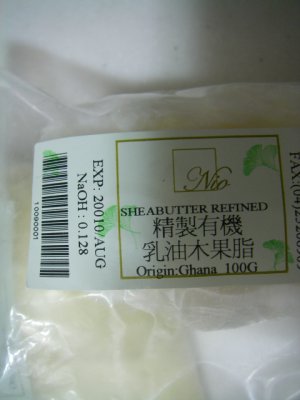 Nio
SHEABUTTER REFINED
精製有機
乳油木果脂
Origin:Ghana 100G
EXP: 20010/AUG
NaOH : 0.128
10090001